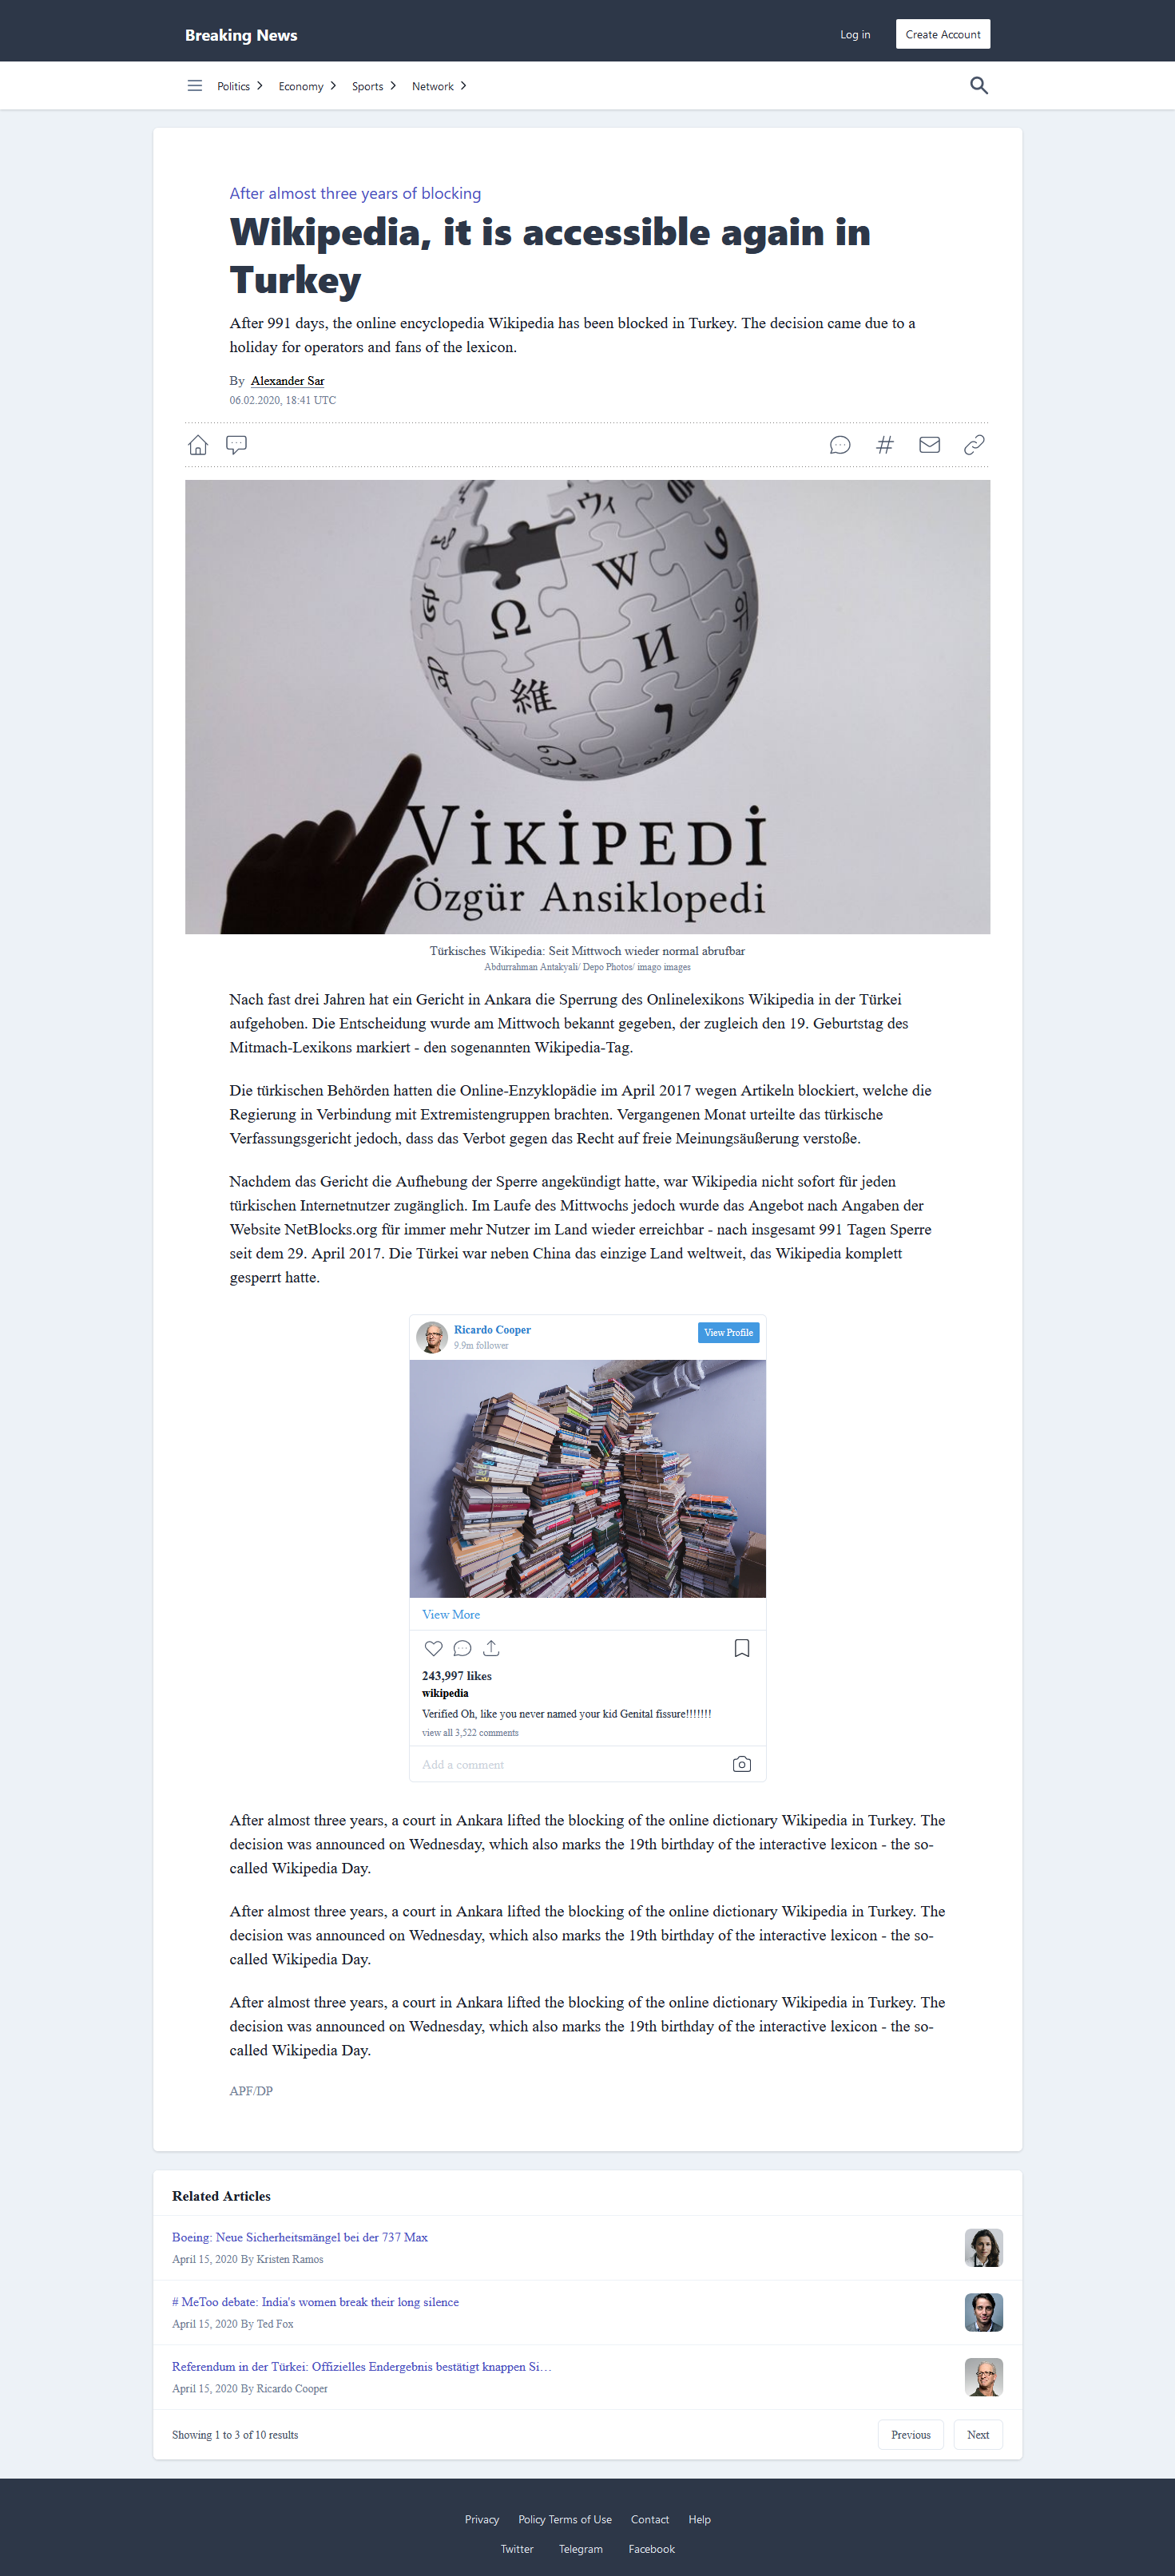 Breaking News
Log in
Create Account
Politics
Economy
Sports
Network
After almost three years of blocking
Wikipedia, it is accessible again in
Turkey
After 991 days, the online encyclopedia Wikipedia has been blocked in Turkey. The decision came due to a
holiday for operators and fans of the lexicon.
By Alexander Sar
06.02.2020, 18:41 UTC
ウィ
W
Ω
И
維
VİKİPEDİ
Özgür Ansiklopedi
Türkisches Wikipedia: Seit Mittwoch wieder normal abrufbar
Abdurrahman Antakyali/ Depo Photos/ imago images
Nach fast drei Jahren hat ein Gericht in Ankara die Sperrung des Onlinelexikons Wikipedia in der Türkei
aufgehoben. Die Entscheidung wurde am Mittwoch bekannt gegeben, der zugleich den 19. Geburtstag des
Mitmach-Lexikons markiert - den sogenannten Wikipedia-Tag.
Die türkischen Behörden hatten die Online-Enzyklopädie im April 2017 wegen Artikeln blockiert, welche die
Regierung in Verbindung mit Extremistengruppen brachten. Vergangenen Monat urteilte das türkische
Verfassungsgericht jedoch, dass das Verbot gegen das Recht auf freie Meinungsäußerung verstoße.
Nachdem das Gericht die Aufhebung der Sperre angekündigt hatte, war Wikipedia nicht sofort für jeden
türkischen Internetnutzer zugänglich. Im Laufe des Mittwochs jedoch wurde das Angebot nach Angaben der
Website NetBlocks.org für immer mehr Nutzer im Land wieder erreichbar - nach insgesamt 991 Tagen Sperre
seit dem 29. April 2017. Die Türkei war neben China das einzige Land weltweit, das Wikipedia komplett
gesperrt hatte.
Ricardo Cooper
9.9m follower
View Profile
View More
243,997 likes
wikipedia
Verified Oh, like you never named your kid Genital fissure!!!!!!!
view all 3,522 comments
Add a comment
After almost three years, a court in Ankara lifted the blocking of the online dictionary Wikipedia in Turkey. The
decision was announced on Wednesday, which also marks the 19th birthday of the interactive lexicon - the so-
called Wikipedia Day.
After almost three years, a court in Ankara lifted the blocking of the online dictionary Wikipedia in Turkey. The
decision was announced on Wednesday, which also marks the 19th birthday of the interactive lexicon - the so-
called Wikipedia Day.
After almost three years, a court in Ankara lifted the blocking of the online dictionary Wikipedia in Turkey. The
decision was announced on Wednesday, which also marks the 19th birthday of the interactive lexicon - the so-
called Wikipedia Day.
APF/DP
Related Articles
Boeing: Neue Sicherheitsmängel bei der 737 Max
April 15, 2020 By Kristen Ramos
# MeToo debate: India's women break their long silence
April 15, 2020 By Ted Fox
Referendum in der Türkei: Offizielles Endergebnis bestätigt knappen Si…
April 15, 2020 By Ricardo Cooper
Showing 1 to 3 of 10 results
Previous
Next
Privacy
Policy Terms of Use
Contact
Help
Twitter
Telegram
Facebook